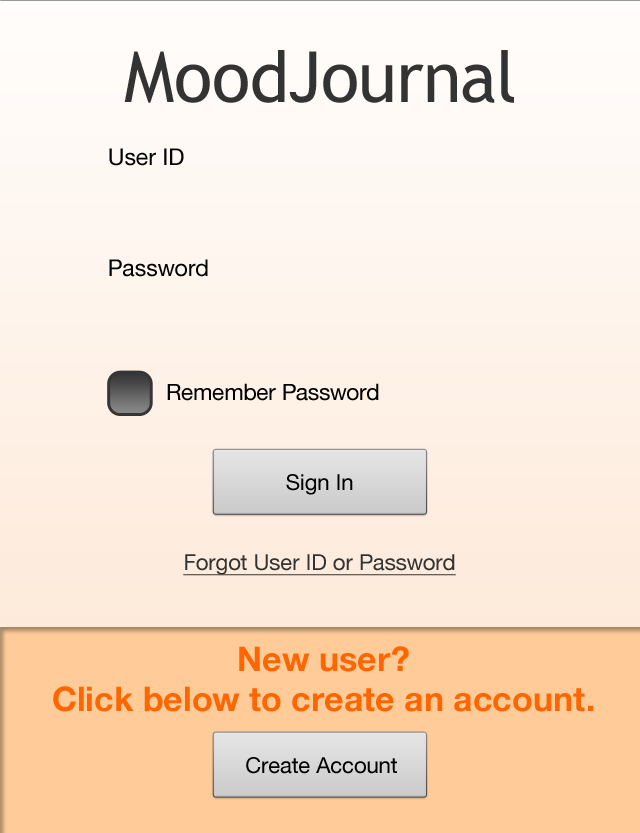 MoodJournal
User ID
Password
Remember Password
Sign In
Forgot User ID or Password
New user?
Click below to create an account.
Create Account